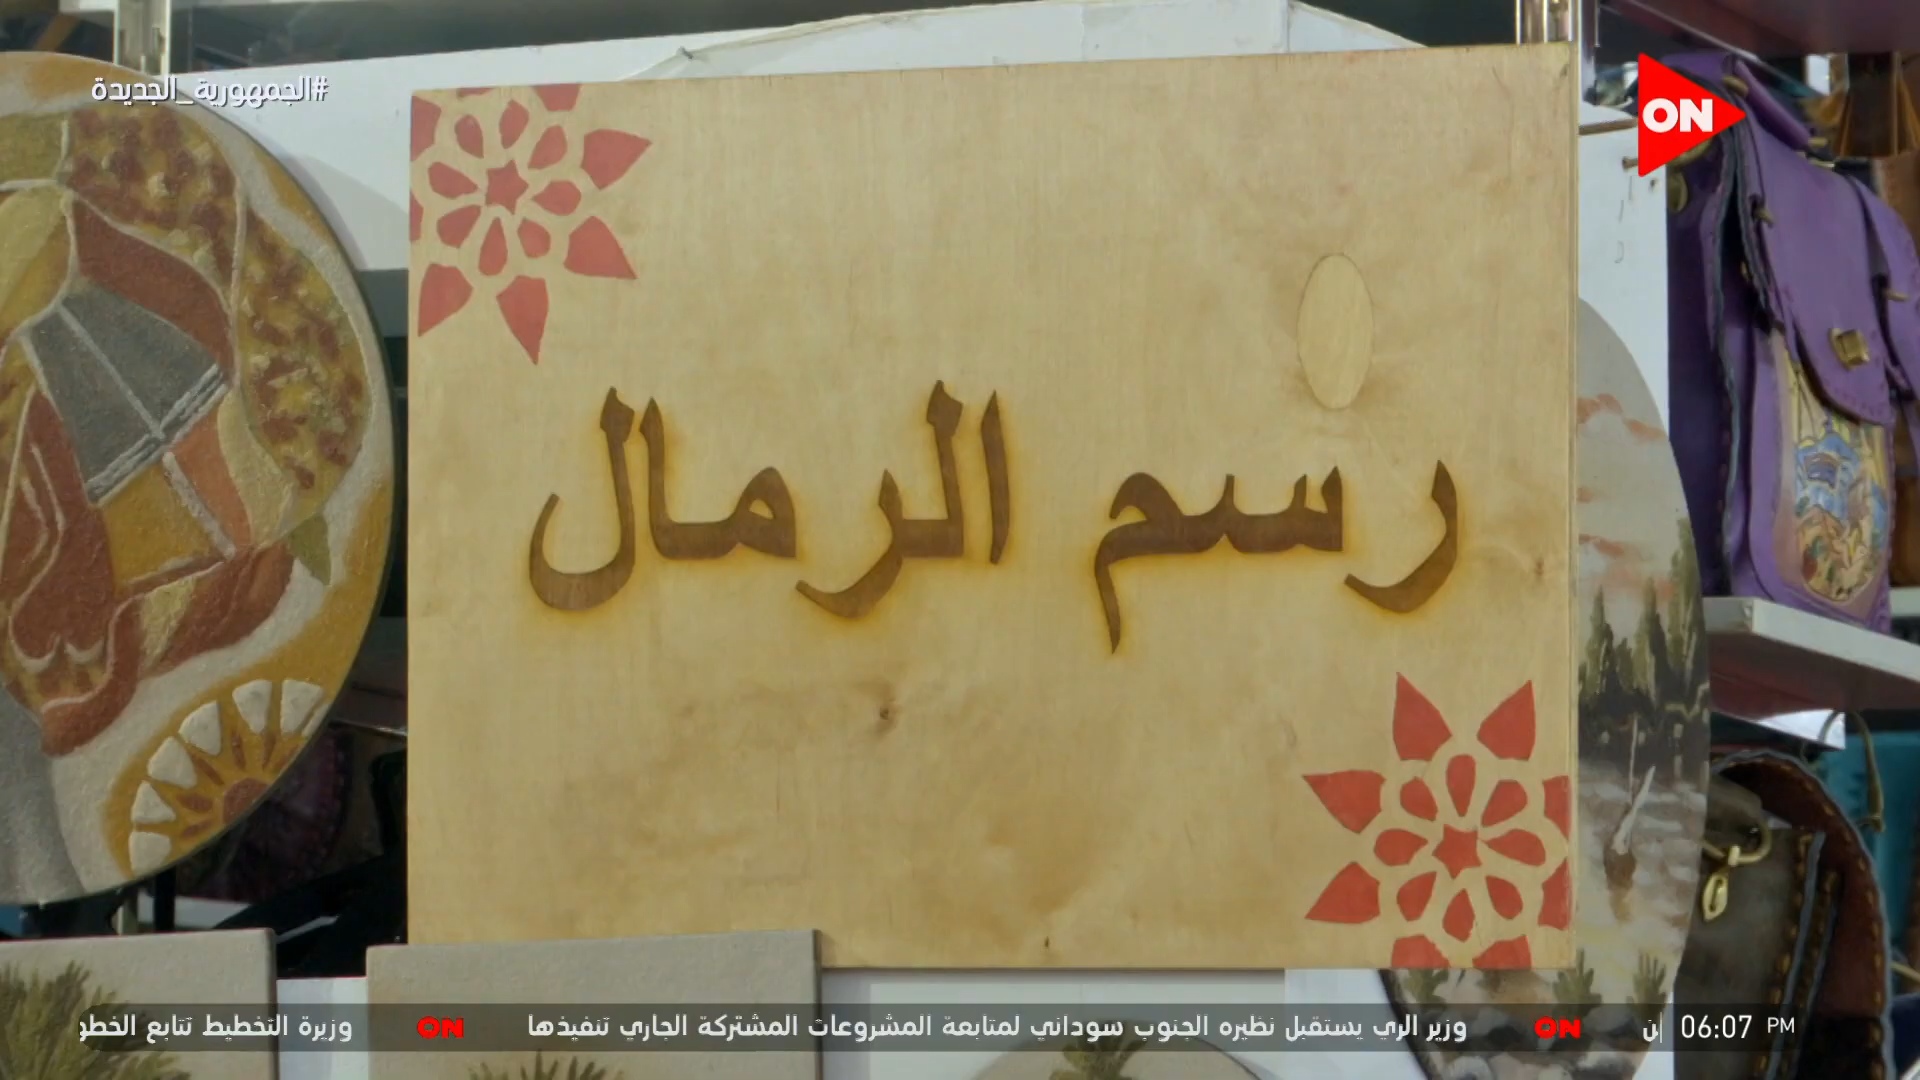 #الجمهورية_الجديدة
ON
رسم الرمال
06:07 PM
ON وزير الري يستقبل نظيره الجنوب سوداني لمتابعة المشروعات المشتركة الجاري تنفيذها ON وزيرة التخطيط تتابع